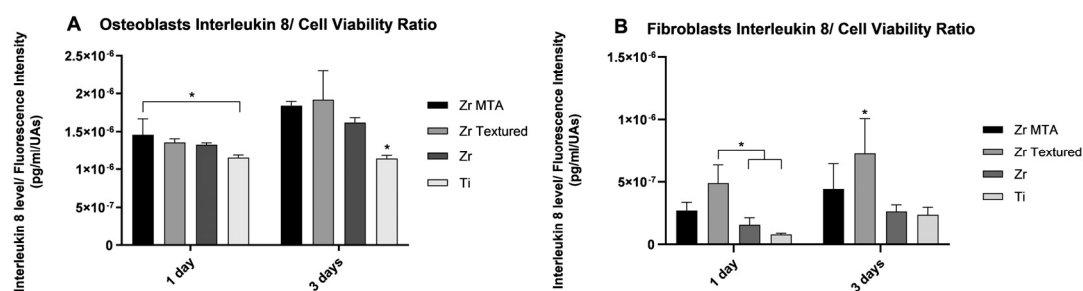 A Osteoblasts Interleukin 8/ Cell Viability Ratio
Interleukin 8 level/ Fluorescence Intensity
(pg/ml/UAs)
2.5×10⁻⁶
2×10⁻⁶
1.5×10⁻⁶
1×10⁻⁶
5×10⁻⁷
0
*
*
1 day
3 days
Zr MTA
Zr Textured
Zr
Ti
B Fibroblasts Interleukin 8/ Cell Viability Ratio
Interleukin 8 level/ Fluorescence Intensity
(pg/ml/UAs)
1.5×10⁻⁶
1×10⁻⁶
5×10⁻⁷
0
*
*
1 day
3 days
Zr MTA
Zr Textured
Zr
Ti